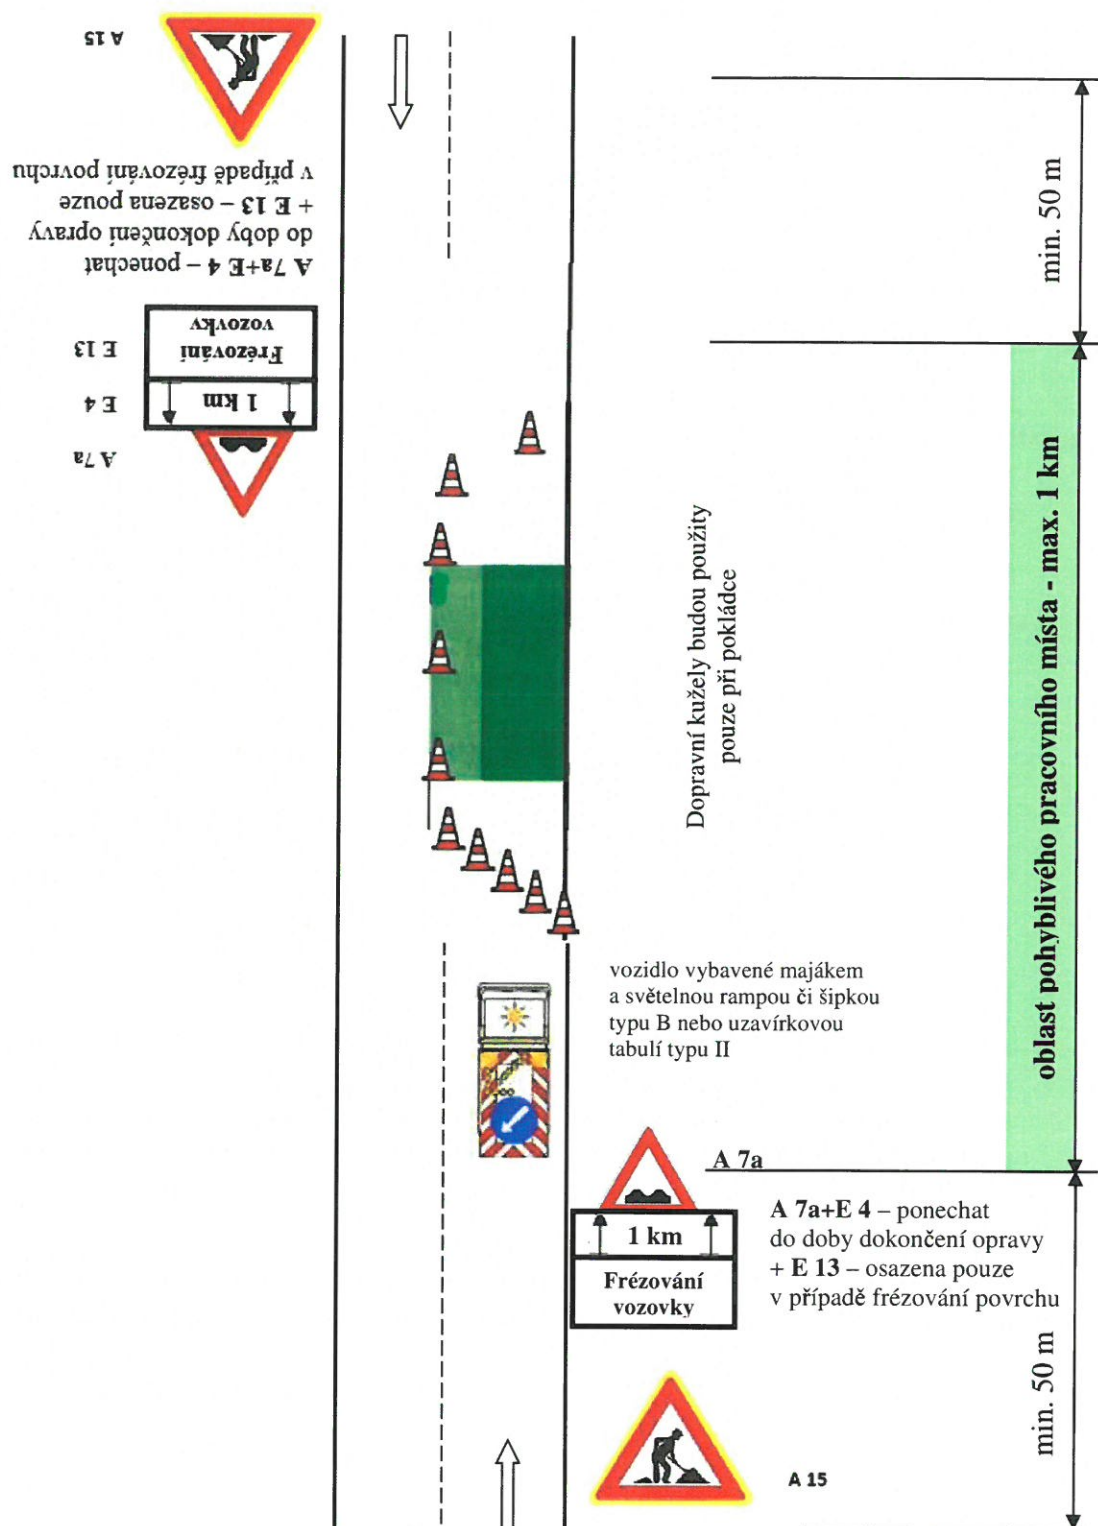 A 15
v případě frézování povrchu
+ E 13 – osazena pouze
do doby dokončení opravy
A 7a+E 4 – ponechat
E 13
Frézování
vozovky
E 4
1 km
A 7a
min. 50 m
oblast pohyblivého pracovního místa - max. 1 km
Dopravní kužely budou použity
pouze při pokládce
vozidlo vybavené majákem
a světelnou rampou či šipkou
typu B nebo uzavírkovou
tabulí typu II
A 7a
1 km
Frézování
vozovky
A 7a+E 4 – ponechat
do doby dokončení opravy
+ E 13 – osazena pouze
v případě frézování povrchu
min. 50 m
A 15